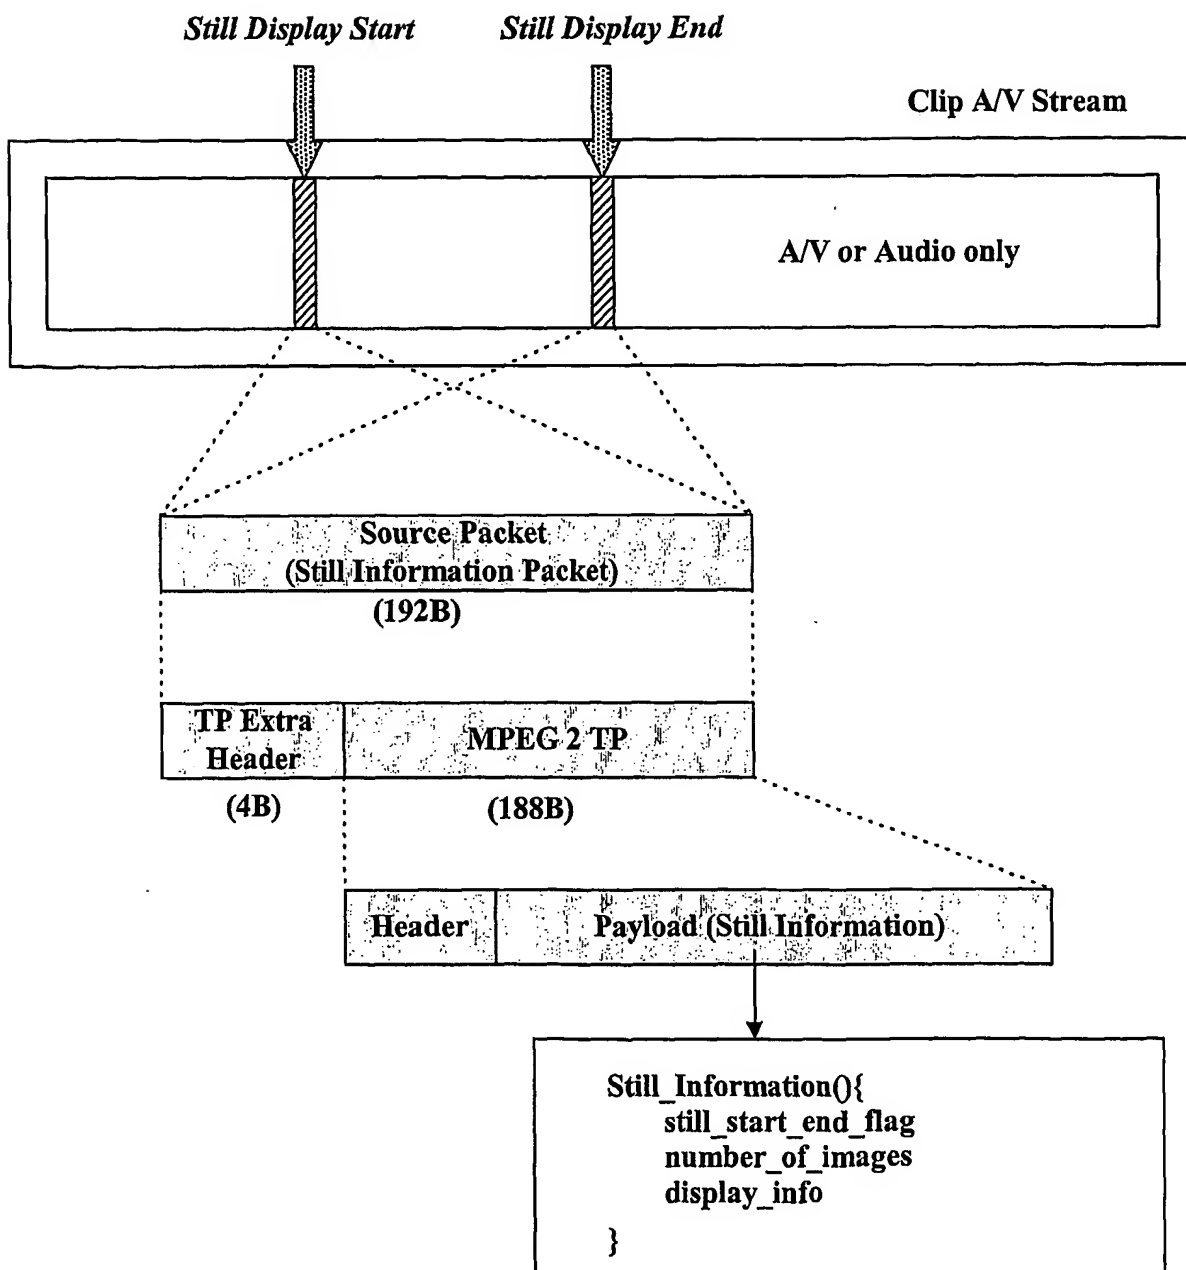 Still Display Start
Still Display End
Clip A/V Stream
A/V or Audio only
Source Packet
(Still Information Packet)
(192B)
TP Extra
Header
MPEG 2 TP
(4B)
(188B)
Header
Payload (Still Information)
Still_Information(){
still_start_end_flag
number_of_images
display_info
}